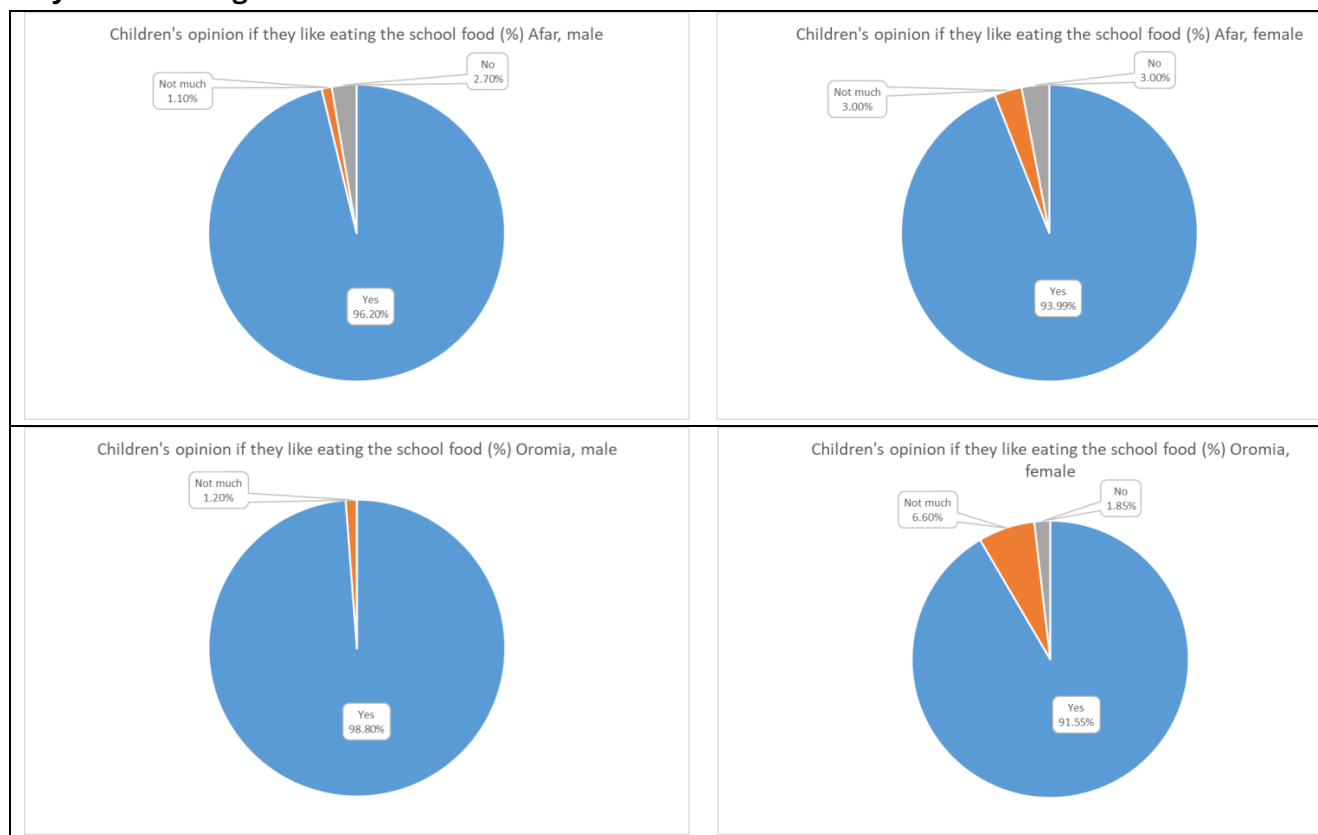 Children's opinion if they like eating the school food (%) Afar, male
No
2.70%
Not much
1.10%
Yes
96.20%
Children's opinion if they like eating the school food (%) Afar, female
No
3.00%
Not much
3.00%
Yes
93.99%
Children's opinion if they like eating the school food (%) Oromia, male
Not much
1.20%
Yes
98.80%
Children's opinion if they like eating the school food (%) Oromia,
female
No
1.85%
Not much
6.60%
Yes
91.55%